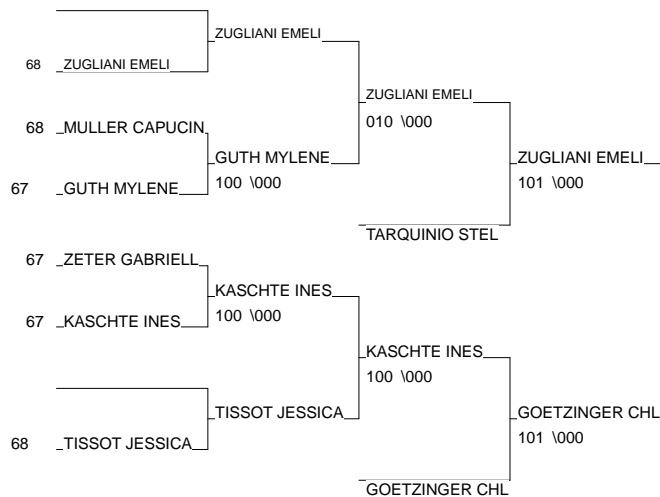 ZUGLIANI EMELI
68 ZUGLIANI EMELI
ZUGLIANI EMELI
010 \000
68 MULLER CAPUCIN
GUTH MYLENE
100 \000
ZUGLIANI EMELI
101 \000
67 GUTH MYLENE
TARQUINIO STEL
67 ZETER GABRIELL
KASCHTE INES
100 \000
67 KASCHTE INES
KASCHTE INES
100 \000
TISSOT JESSICA
GOETZINGER CHL
101 \000
68 TISSOT JESSICA
GOETZINGER CHL